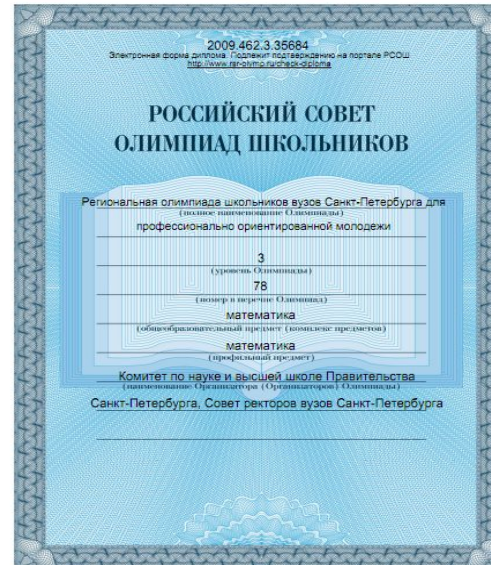 2009.462.3.35684
Электронная форма диплома. Подлежит подтверждению на портале РСОШ
http://www.rsr-olymp.ru/check-diploma
РОССИЙСКИЙ СОВЕТ
ОЛИМПИАД ШКОЛЬНИКОВ
Региональная олимпиада школьников вузов Санкт-Петербурга для
(полное наименование Олимпиады)
профессионально ориентированной молодежи
3
(уровень Олимпиады)
78
(номер в перечне Олимпиад)
математика
(общеобразовательный предмет (комплекс предметов)
математика
(профильный предмет)
Комитет по науке и высшей школе Правительства
(наименование Организатора (Организаторов) Олимпиады)
Санкт-Петербурга, Совет ректоров вузов Санкт-Петербурга